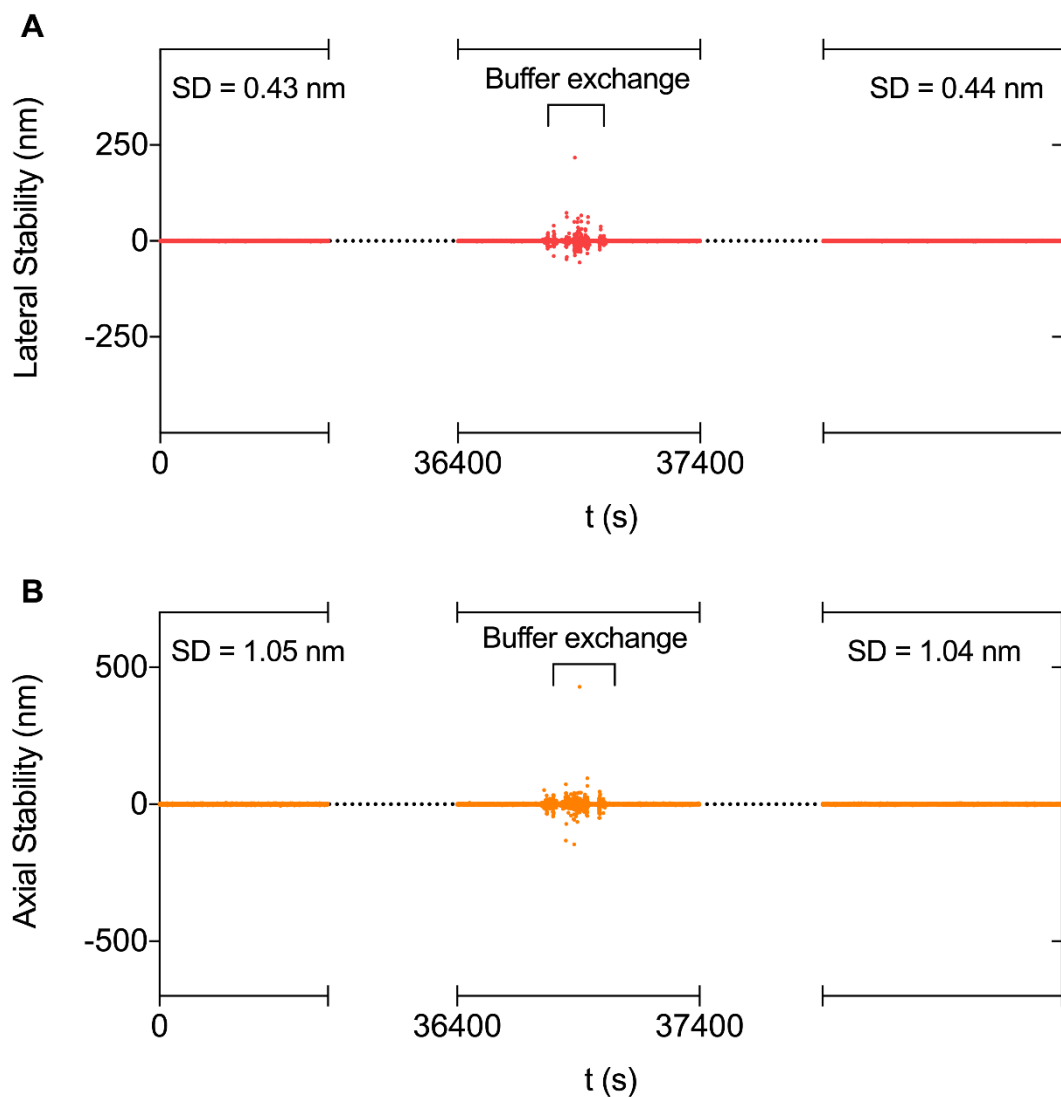 A
SD = 0.43 nm
Buffer exchange
SD = 0.44 nm
Lateral Stability (nm)
250
0
-250
0
36400
37400
t (s)
B
SD = 1.05 nm
Buffer exchange
SD = 1.04 nm
Axial Stability (nm)
500
0
-500
0
36400
37400
t (s)